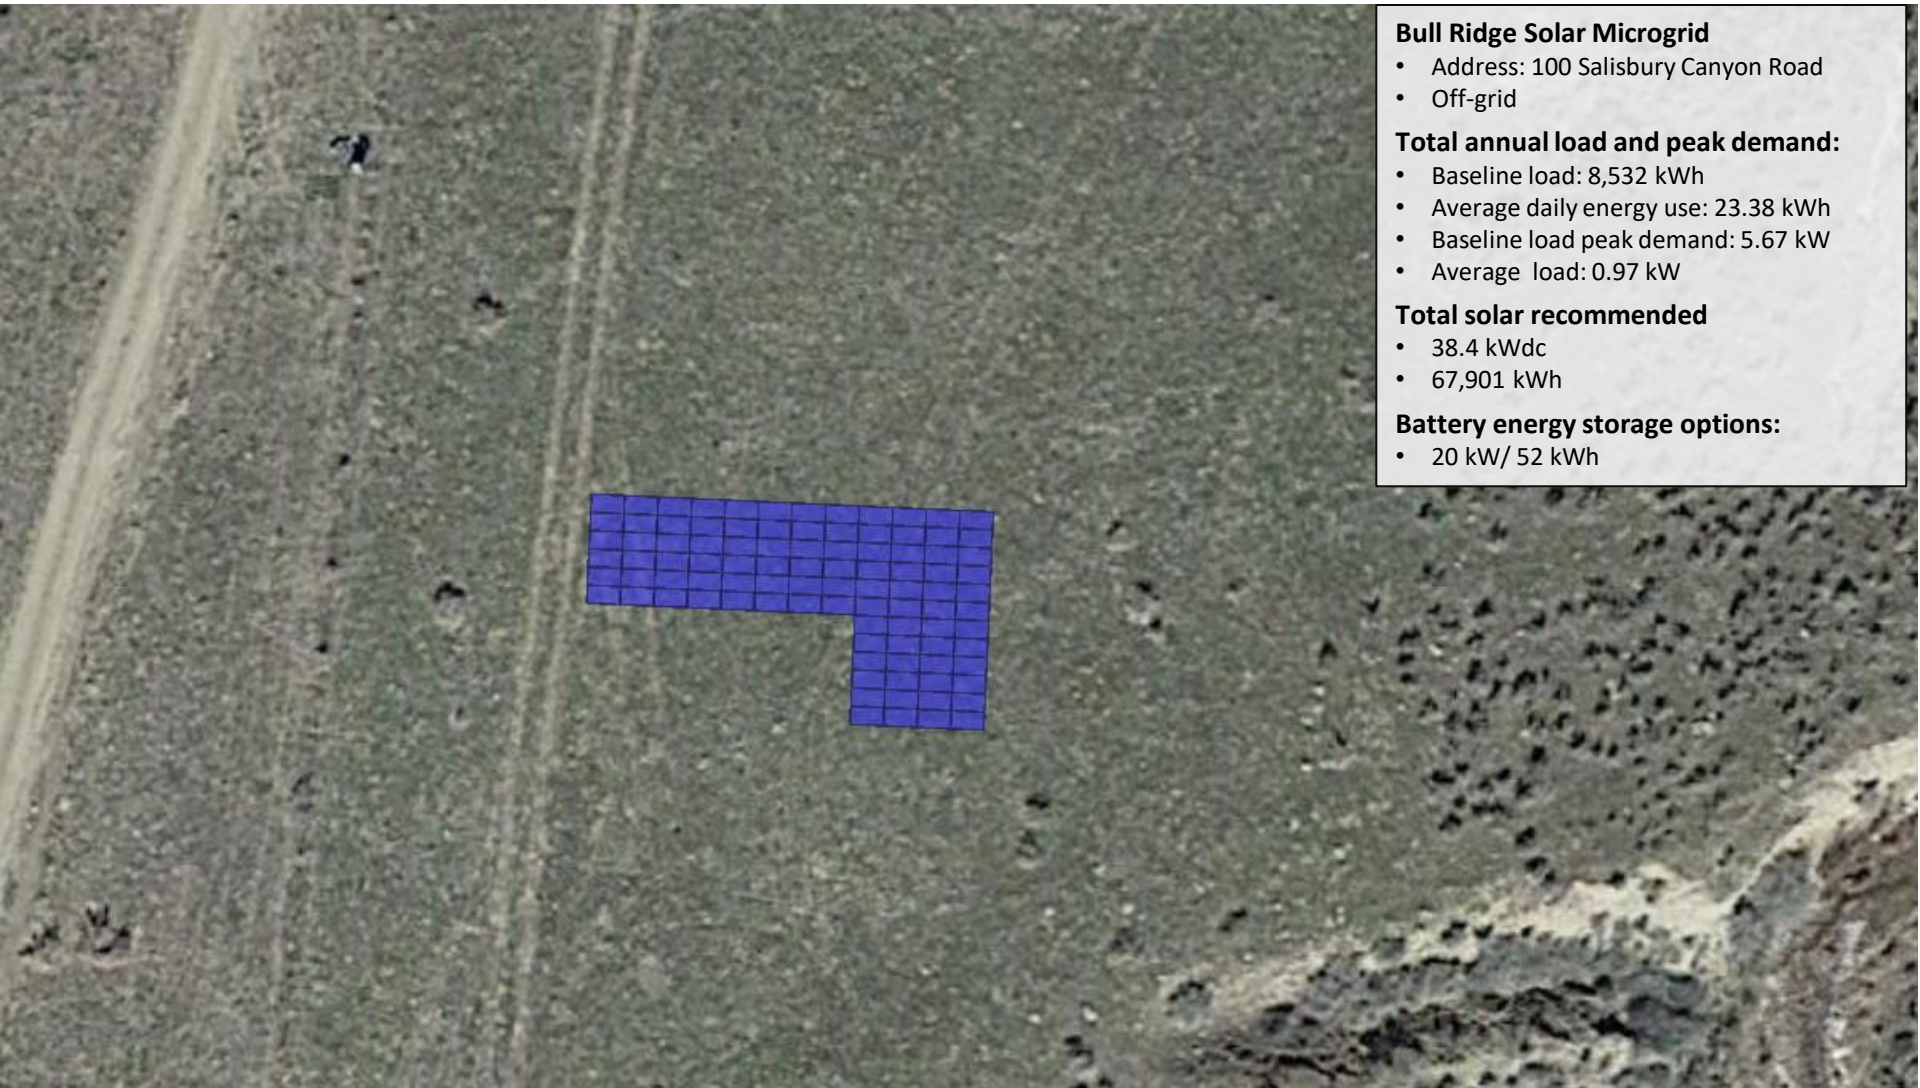 Bull Ridge Solar Microgrid
• Address: 100 Salisbury Canyon Road
• Off-grid
Total annual load and peak demand:
• Baseline load: 8,532 kWh
• Average daily energy use: 23.38 kWh
• Baseline load peak demand: 5.67 kW
• Average  load: 0.97 kW
Total solar recommended
• 38.4 kWdc
• 67,901 kWh
Battery energy storage options:
• 20 kW/ 52 kWh